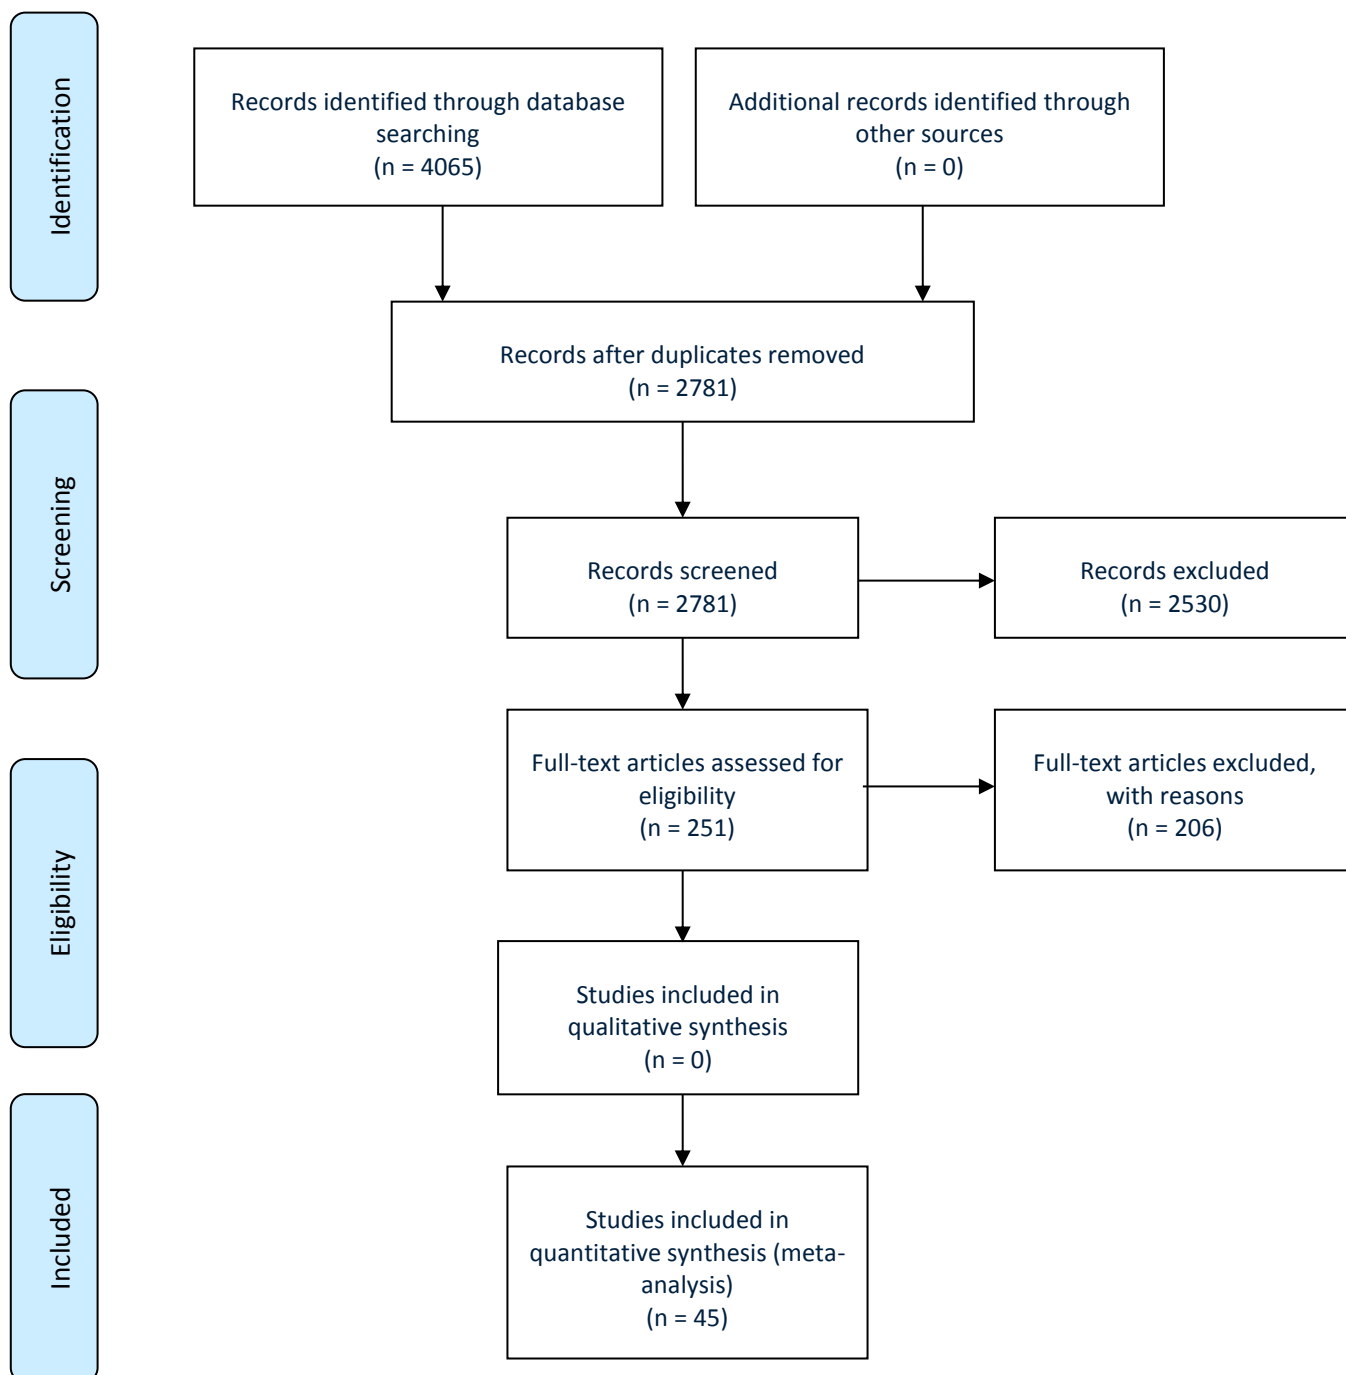 Identification
Records identified through database
searching
(n = 4065)
Additional records identified through
other sources
(n = 0)
Records after duplicates removed
(n = 2781)
Screening
Records screened
(n = 2781)
Records excluded
(n = 2530)
Eligibility
Full-text articles assessed for
eligibility
(n = 251)
Full-text articles excluded,
with reasons
(n = 206)
Studies included in
qualitative synthesis
(n = 0)
Included
Studies included in
quantitative synthesis (meta-
analysis)
(n = 45)